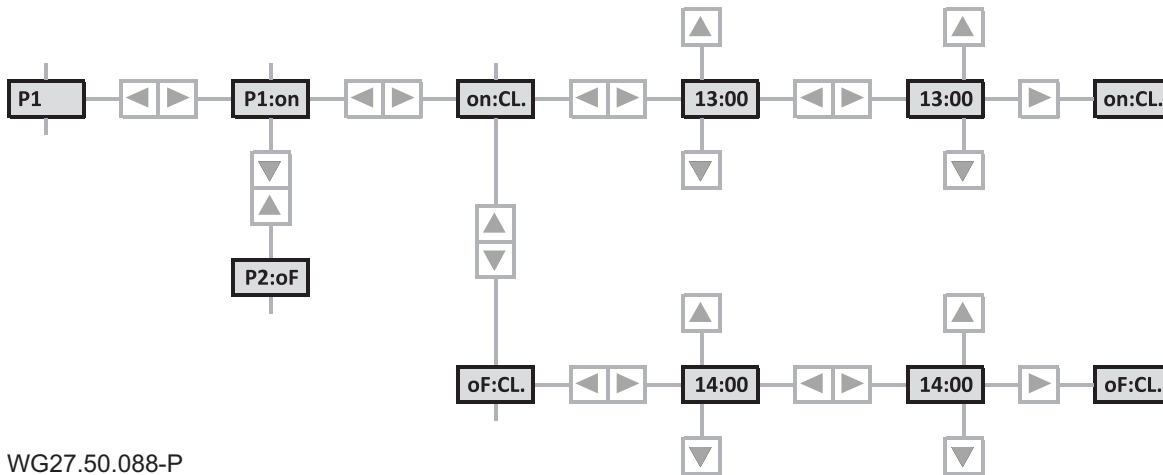 P1 P1:on on:CL. 13:00 13:00 on:CL.
P2:oF
oF:CL. 14:00 14:00 oF:CL.
WG27.50.088-P